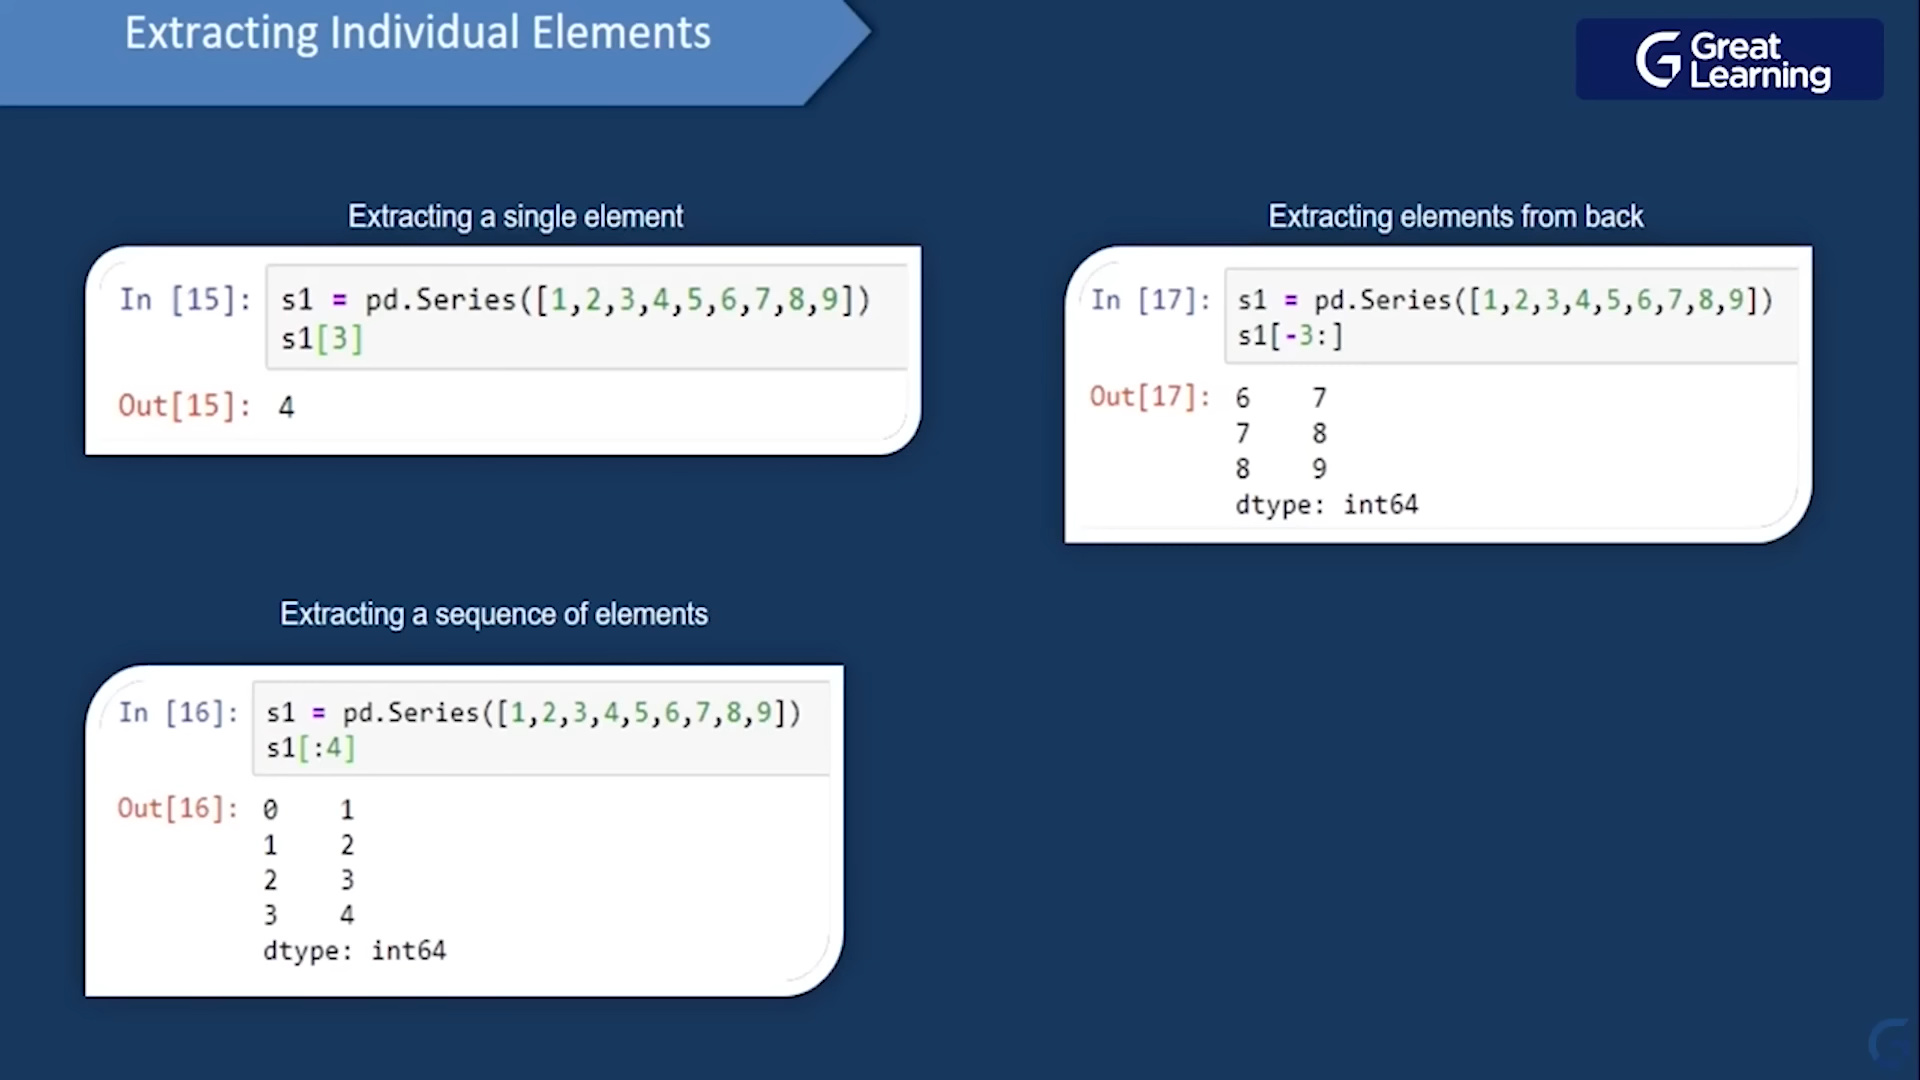 Extracting Individual Elements
Great
Learning
Extracting a single element
In [15]: s1 = pd.Series([1,2,3,4,5,6,7,8,9])
s1[3]
Out[15]: 4
Extracting elements from back
In [17]: s1 = pd.Series([1,2,3,4,5,6,7,8,9])
s1[-3:]
Out[17]: 6 7
7 8
8 9
dtype: int64
Extracting a sequence of elements
In [16]: s1 = pd.Series([1,2,3,4,5,6,7,8,9])
s1[:4]
Out[16]: 0 1
1 2
2 3
3 4
dtype: int64